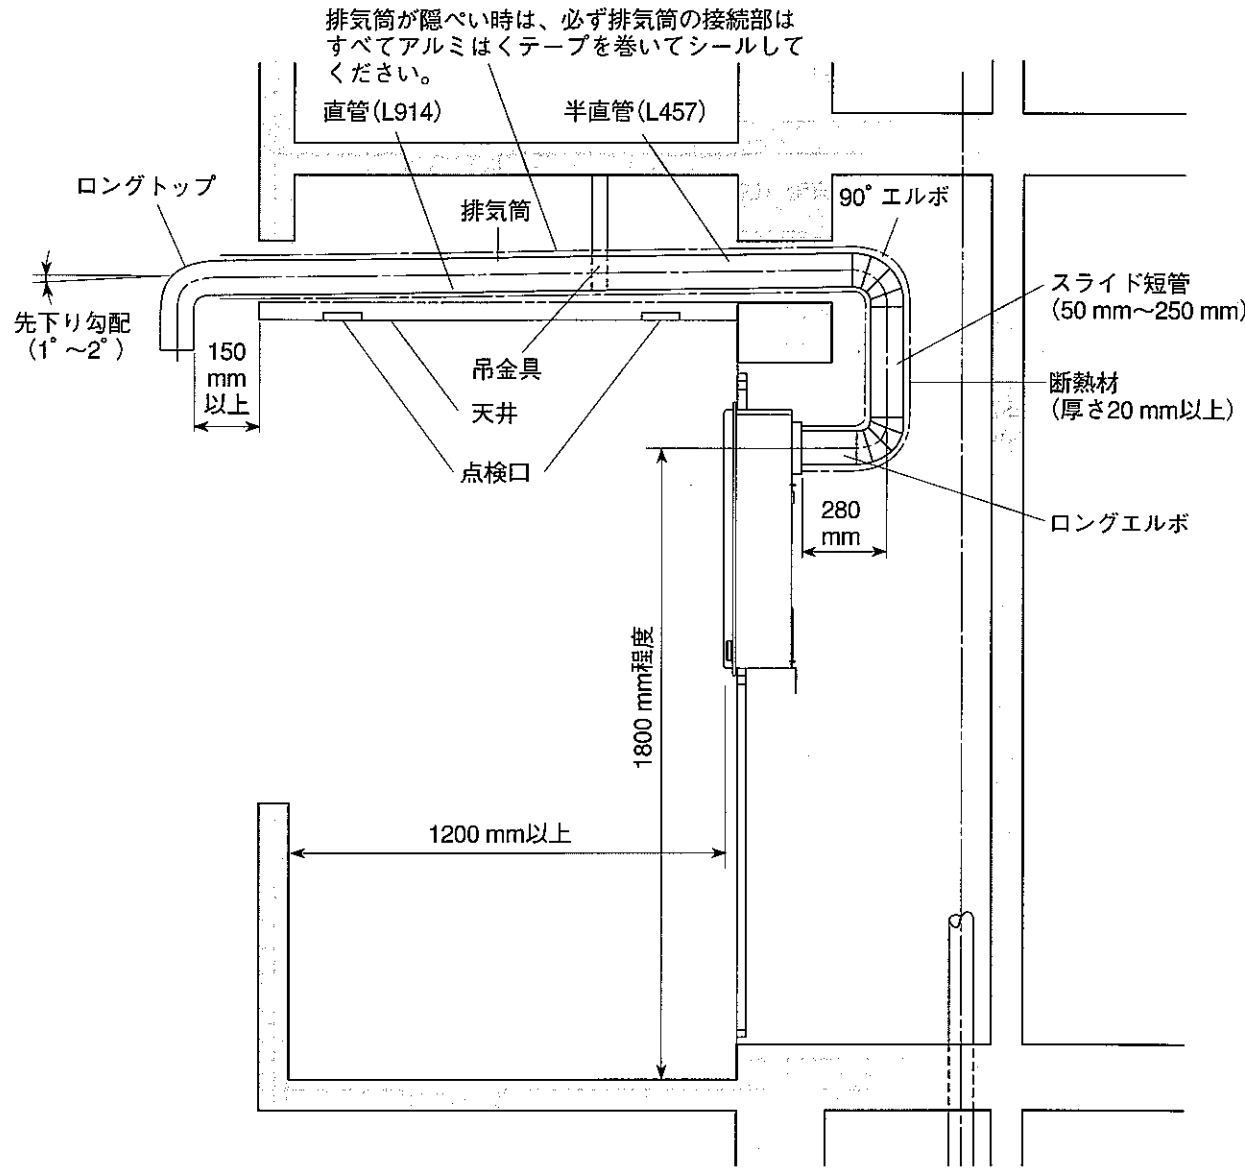 排気筒が隠ぺい時は、必ず排気筒の接続部は
すべてアルミはくテープを巻いてシールして
ください。
直管(L914)
半直管(L457)
ロングトップ
排気筒
90°エルボ
スライド短管
(50 mm～250 mm)
先下り勾配
(1°～2°)
150
mm
以上
吊金具
天井
断熱材
(厚さ20 mm以上)
点検口
280
mm
ロングエルボ
1800 mm程度
1200 mm以上